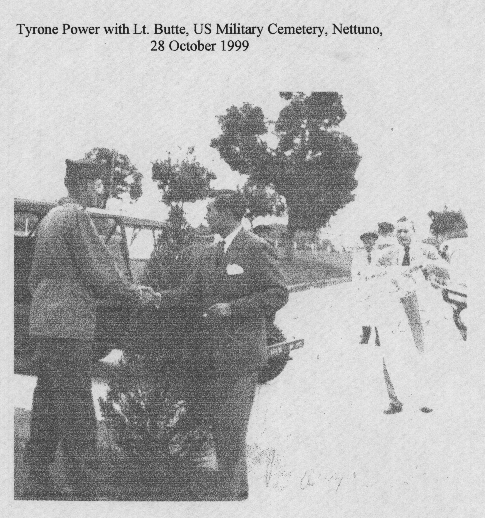 Tyrone Power with Lt. Butte, US Military Cemetery, Nettuno,
28 October 1999